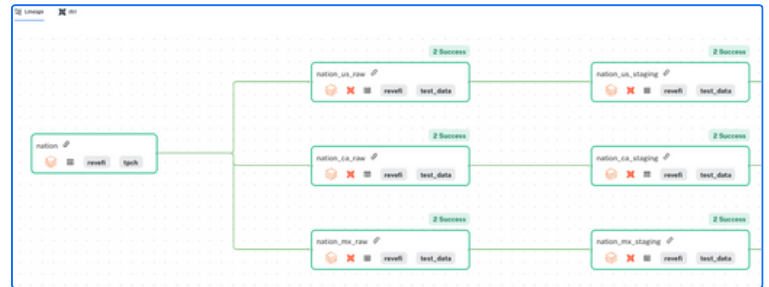 Lineage dbt
2 Success
nation_us_raw
revefi test_data
2 Success
nation_us_staging
revefi test_data
nation
revefi tpch
2 Success
nation_ca_raw
revefi test_data
2 Success
nation_ca_staging
revefi test_data
2 Success
nation_mx_raw
revefi test_data
2 Success
nation_mx_staging
revefi test_data